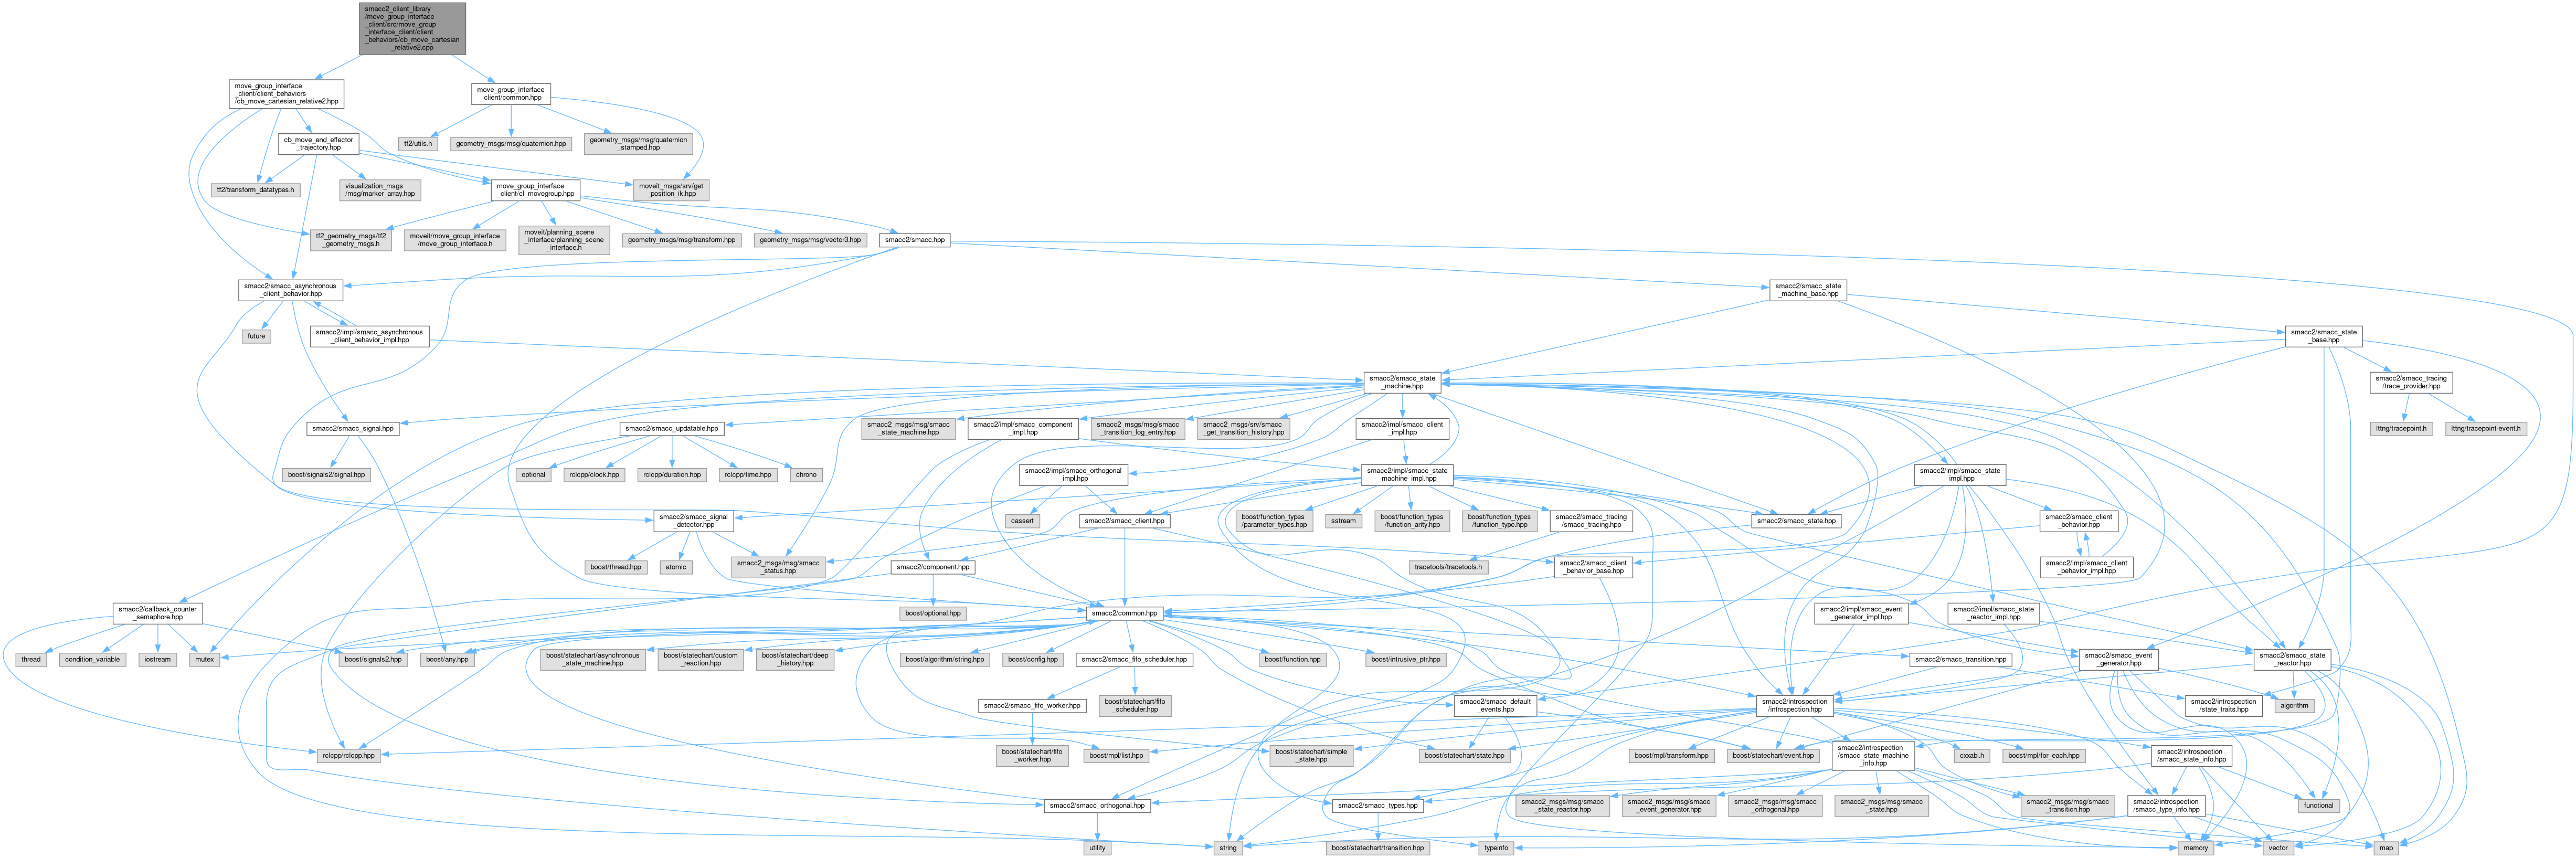 smacc2_client_library
/move_group_interface
_client/src/move_group
_interface_client/client
_behaviors/cb_move_cartesian
_relative2.cpp
move_group_interface
_client/client_behaviors
/cb_move_cartesian_relative2.hpp
move_group_interface
_client/common.hpp
cb_move_end_effector
_trajectory.hpp
tf2/utils.h
geometry_msgs/msg/quaternion.hpp
geometry_msgs/msg/quaternion
_stamped.hpp
tf2/transform_datatypes.h
visualization_msgs
/msg/marker_array.hpp
move_group_interface
_client/cl_movegroup.hpp
moveit_msgs/srv/get
_position_ik.hpp
tf2_geometry_msgs/tf2
_geometry_msgs.h
moveit/move_group_interface
/move_group_interface.h
moveit/planning_scene
_interface/planning_scene
_interface.h
geometry_msgs/msg/transform.hpp
geometry_msgs/msg/vector3.hpp
smacc2/smacc.hpp
smacc2/smacc_asynchronous
_client_behavior.hpp
smacc2/smacc_state
_machine_base.hpp
future
smacc2/impl/smacc_asynchronous
_client_behavior_impl.hpp
smacc2/smacc_state
_base.hpp
smacc2/smacc_state
_machine.hpp
smacc2/smacc_tracing
/trace_provider.hpp
smacc2/smacc_signal.hpp
smacc2/smacc_updatable.hpp
smacc2_msgs/msg/smacc
_state_machine.hpp
smacc2/impl/smacc_component
_impl.hpp
smacc2_msgs/msg/smacc
_transition_log_entry.hpp
smacc2_msgs/srv/smacc
_get_transition_history.hpp
smacc2/impl/smacc_client
_impl.hpp
lttng/tracepoint.h
lttng/tracepoint-event.h
boost/signals2/signal.hpp
optional
rclcpp/clock.hpp
rclcpp/duration.hpp
rclcpp/time.hpp
chrono
smacc2/impl/smacc_orthogonal
_impl.hpp
smacc2/impl/smacc_state
_machine_impl.hpp
smacc2/impl/smacc_state
_impl.hpp
smacc2/smacc_signal
_detector.hpp
cassert
smacc2/smacc_client.hpp
boost/function_types
/parameter_types.hpp
sstream
boost/function_types
/function_arity.hpp
boost/function_types
/function_type.hpp
smacc2/smacc_tracing
/smacc_tracing.hpp
smacc2/smacc_state.hpp
smacc2/smacc_client
_behavior.hpp
boost/thread.hpp
atomic
smacc2_msgs/msg/smacc
_status.hpp
smacc2/component.hpp
tracetools/tracetools.h
smacc2/smacc_client
_behavior_base.hpp
smacc2/impl/smacc_client
_behavior_impl.hpp
smacc2/callback_counter
_semaphore.hpp
boost/optional.hpp
smacc2/common.hpp
smacc2/impl/smacc_event
_generator_impl.hpp
smacc2/impl/smacc_state
_reactor_impl.hpp
thread
condition_variable
iostream
mutex
boost/signals2.hpp
boost/any.hpp
boost/statechart/asynchronous
_state_machine.hpp
boost/statechart/custom
_reaction.hpp
boost/statechart/deep
_history.hpp
boost/algorithm/string.hpp
boost/config.hpp
smacc2/smacc_fifo_scheduler.hpp
boost/function.hpp
boost/intrusive_ptr.hpp
smacc2/smacc_transition.hpp
smacc2/smacc_event
_generator.hpp
smacc2/smacc_state
_reactor.hpp
smacc2/smacc_fifo_worker.hpp
boost/statechart/fifo
_scheduler.hpp
smacc2/smacc_default
_events.hpp
smacc2/introspection
/introspection.hpp
smacc2/introspection
/state_traits.hpp
algorithm
rclcpp/rclcpp.hpp
boost/statechart/fifo
_worker.hpp
boost/mpl/list.hpp
boost/statechart/simple
_state.hpp
boost/statechart/state.hpp
boost/mpl/transform.hpp
boost/statechart/event.hpp
smacc2/introspection
/smacc_state_machine
_info.hpp
cxxabi.h
boost/mpl/for_each.hpp
smacc2/introspection
/smacc_state_info.hpp
smacc2/smacc_orthogonal.hpp
smacc2/smacc_types.hpp
smacc2_msgs/msg/smacc
_state_reactor.hpp
smacc2_msgs/msg/smacc
_event_generator.hpp
smacc2_msgs/msg/smacc
_orthogonal.hpp
smacc2_msgs/msg/smacc
_state.hpp
smacc2_msgs/msg/smacc
_transition.hpp
smacc2/introspection
/smacc_type_info.hpp
functional
utility
string
boost/statechart/transition.hpp
typeinfo
memory
vector
map